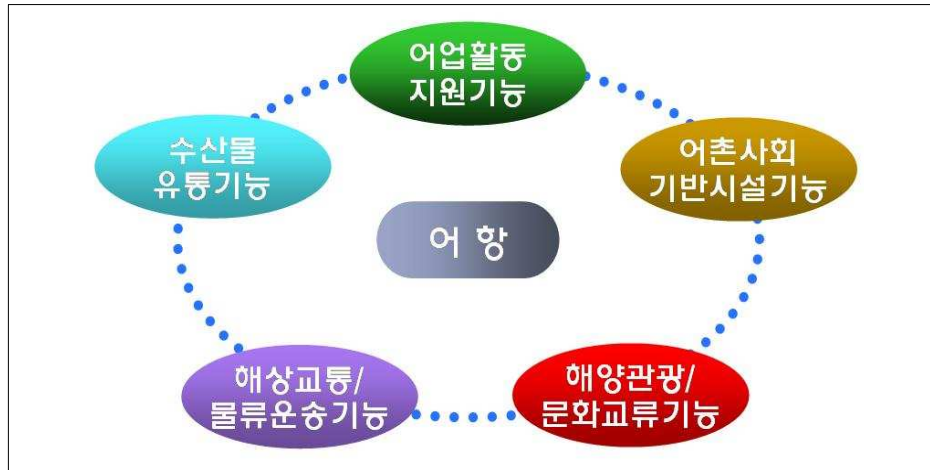 어업활동
지원기능
수산물
유통기능
어촌사회
기반시설기능
어 항
해상교통/
물류운송기능
해양관광/
문화교류기능